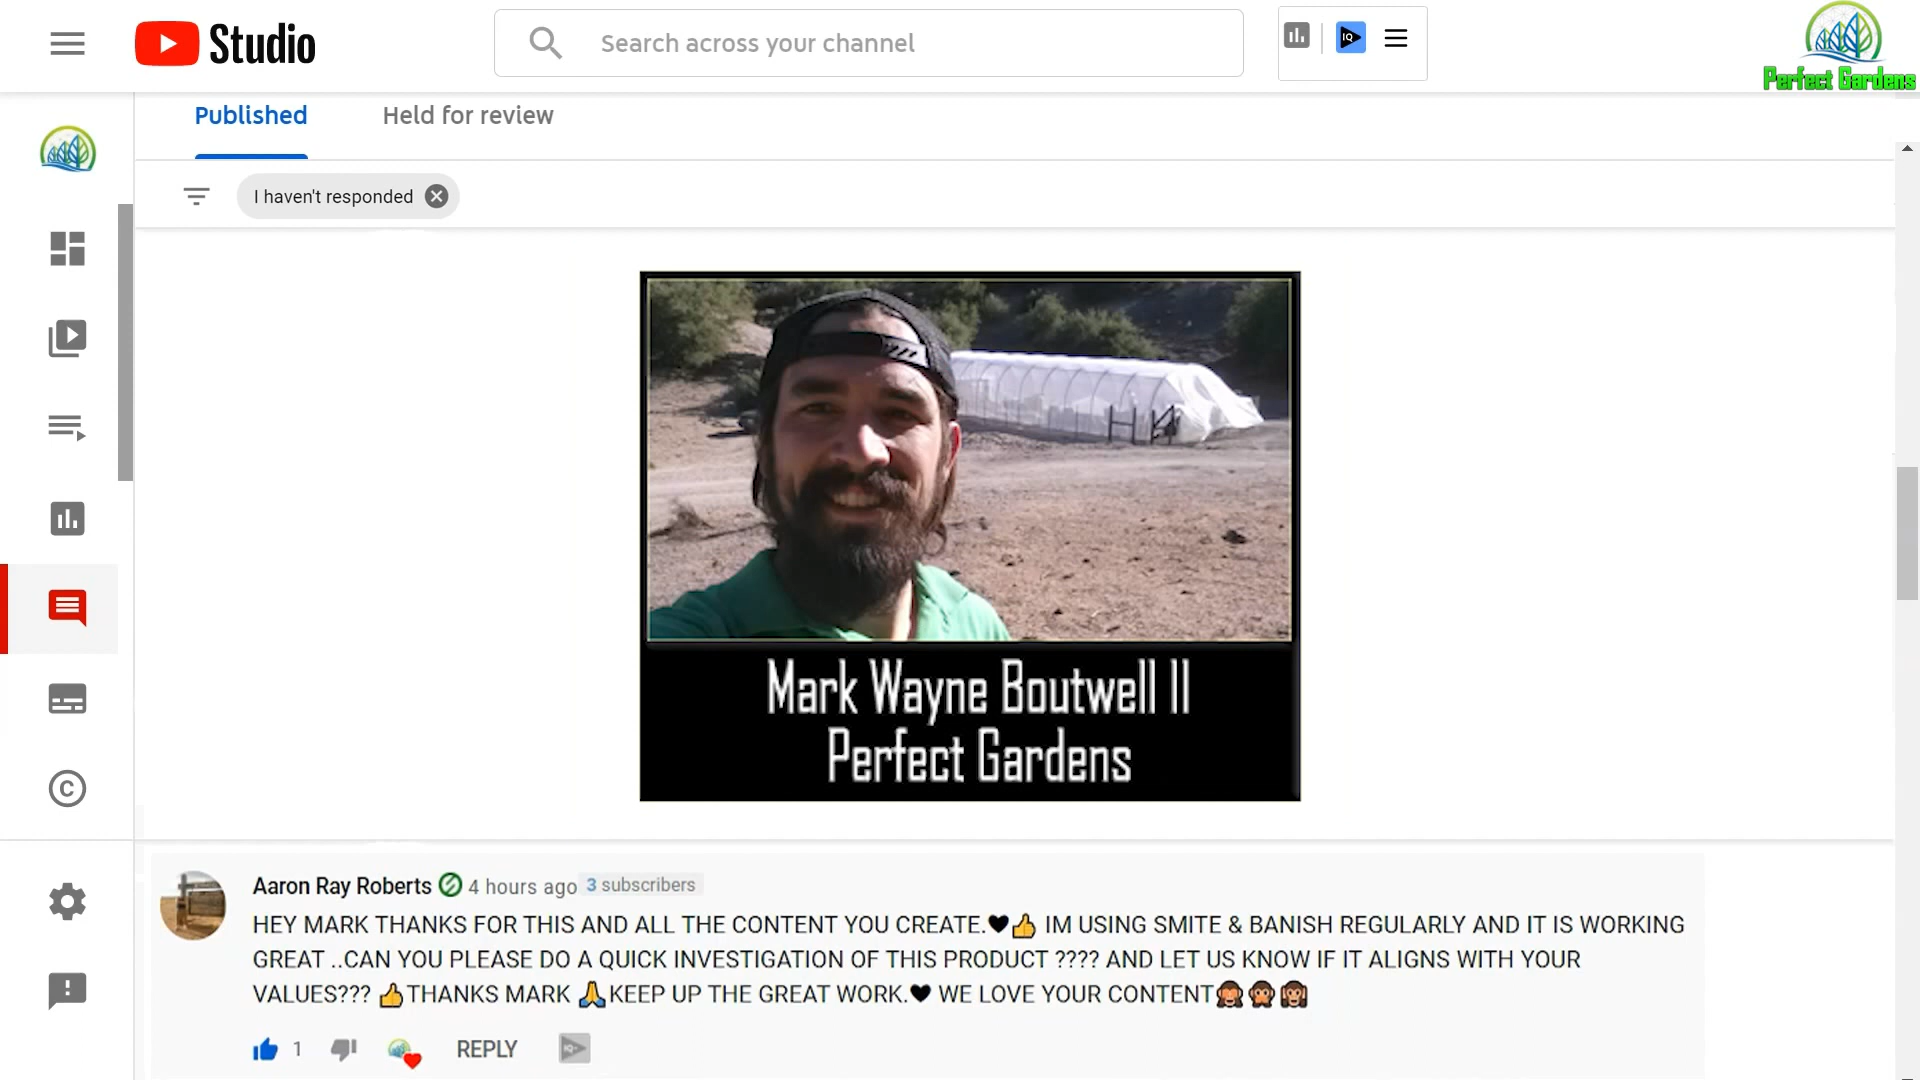 Studio
Search across your channel
IQ
Perfect Gardens
Published
Held for review
I haven't responded
Mark Wayne Boutwell II
Perfect Gardens
Aaron Ray Roberts 4 hours ago 3 subscribers
HEY MARK THANKS FOR THIS AND ALL THE CONTENT YOU CREATE.🖤👍 IM USING SMITE & BANISH REGULARLY AND IT IS WORKING
GREAT ..CAN YOU PLEASE DO A QUICK INVESTIGATION OF THIS PRODUCT ???? AND LET US KNOW IF IT ALIGNS WITH YOUR
VALUES??? 👍THANKS MARK 🙏KEEP UP THE GREAT WORK.🖤 WE LOVE YOUR CONTENT🙈🙊🙉
1
REPLY